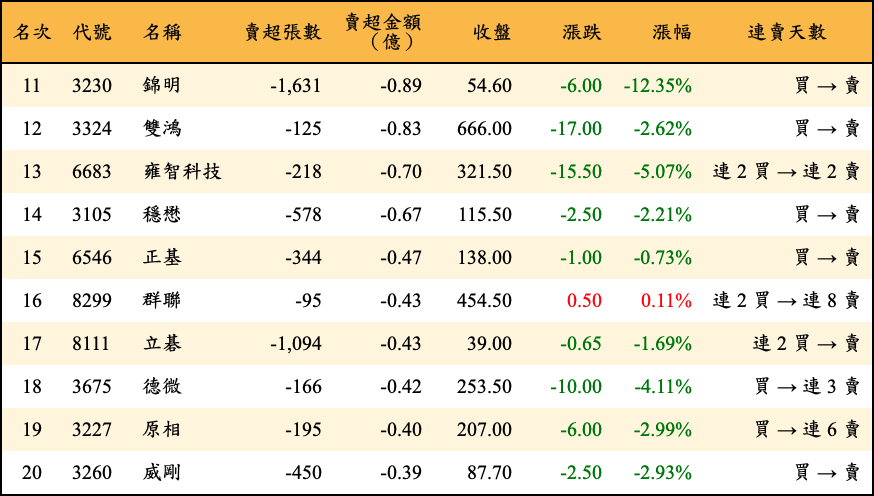 名次 代號 名稱 賣超張數 賣超金額（億） 收盤 漲跌 漲幅 連賣天數
11 3230 錦明 -1,631 -0.89 54.60 -6.00 -12.35% 買→賣
12 3324 雙鴻 -125 -0.83 666.00 -17.00 -2.62% 買→賣
13 6683 雍智科技 -218 -0.70 321.50 -15.50 -5.07% 連 2 買→連 2 賣
14 3105 穩懋 -578 -0.67 115.50 -2.50 -2.21% 買→賣
15 6546 正基 -344 -0.47 138.00 -1.00 -0.73% 買→賣
16 8299 群聯 -95 -0.43 454.50 0.50 0.11% 連 2 買→連 8 賣
17 8111 立碁 -1,094 -0.43 39.00 -0.65 -1.69% 連 2 買→賣
18 3675 德微 -166 -0.42 253.50 -10.00 -4.11% 買→連 3 賣
19 3227 原相 -195 -0.40 207.00 -6.00 -2.99% 買→連 6 賣
20 3260 威剛 -450 -0.39 87.70 -2.50 -2.93% 買→賣